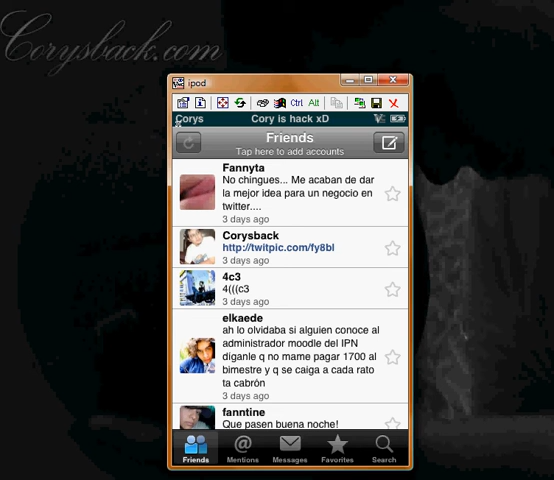 Corysback.com
ipod
Ctrl Alt
Corys Cory is hack xD
Friends
Tap here to add accounts
Fannyta
No chingues... Me acaban de dar
la mejor idea para un negocio en
twitter....
3 days ago
Corysback
http://twitpic.com/fy8bl
3 days ago
4c3
4(((c3
3 days ago
elkaede
ah lo olvidaba si alguien conoce al
administrador moodle del IPN
diganle q no mame pagar 1700 al
bimestre y q se caiga a cada rato
ta cabrón
3 days ago
fanntine
Que pasen buena noche!
Friends Mentions Messages Favorites Search